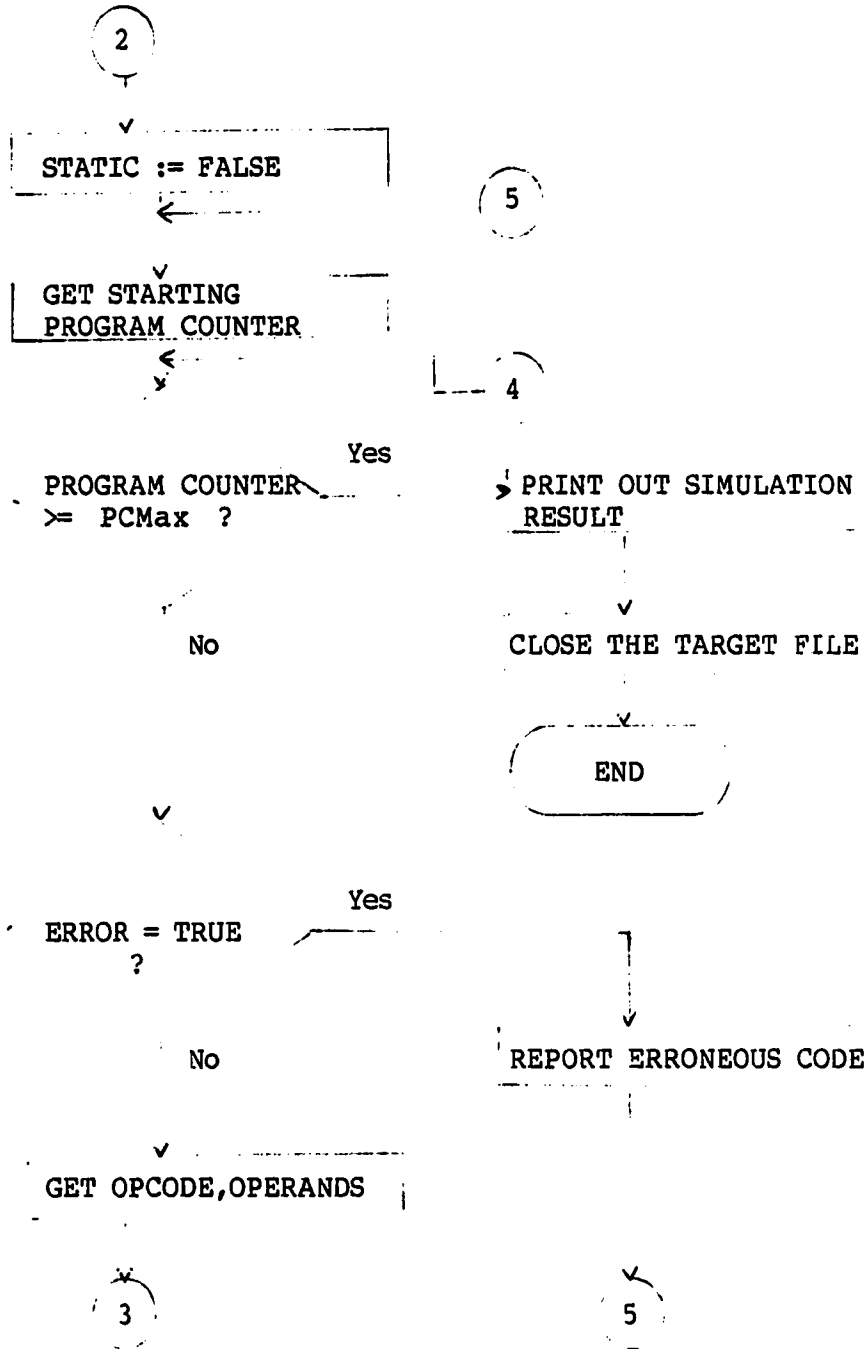 2
STATIC := FALSE
5
GET STARTING
PROGRAM COUNTER
4
Yes
PROGRAM COUNTER
>= PCMax ?
PRINT OUT SIMULATION
RESULT
No
CLOSE THE TARGET FILE
END
Yes
ERROR = TRUE
?
No
REPORT ERRONEOUS CODE
GET OPCODE,OPERANDS
3
5